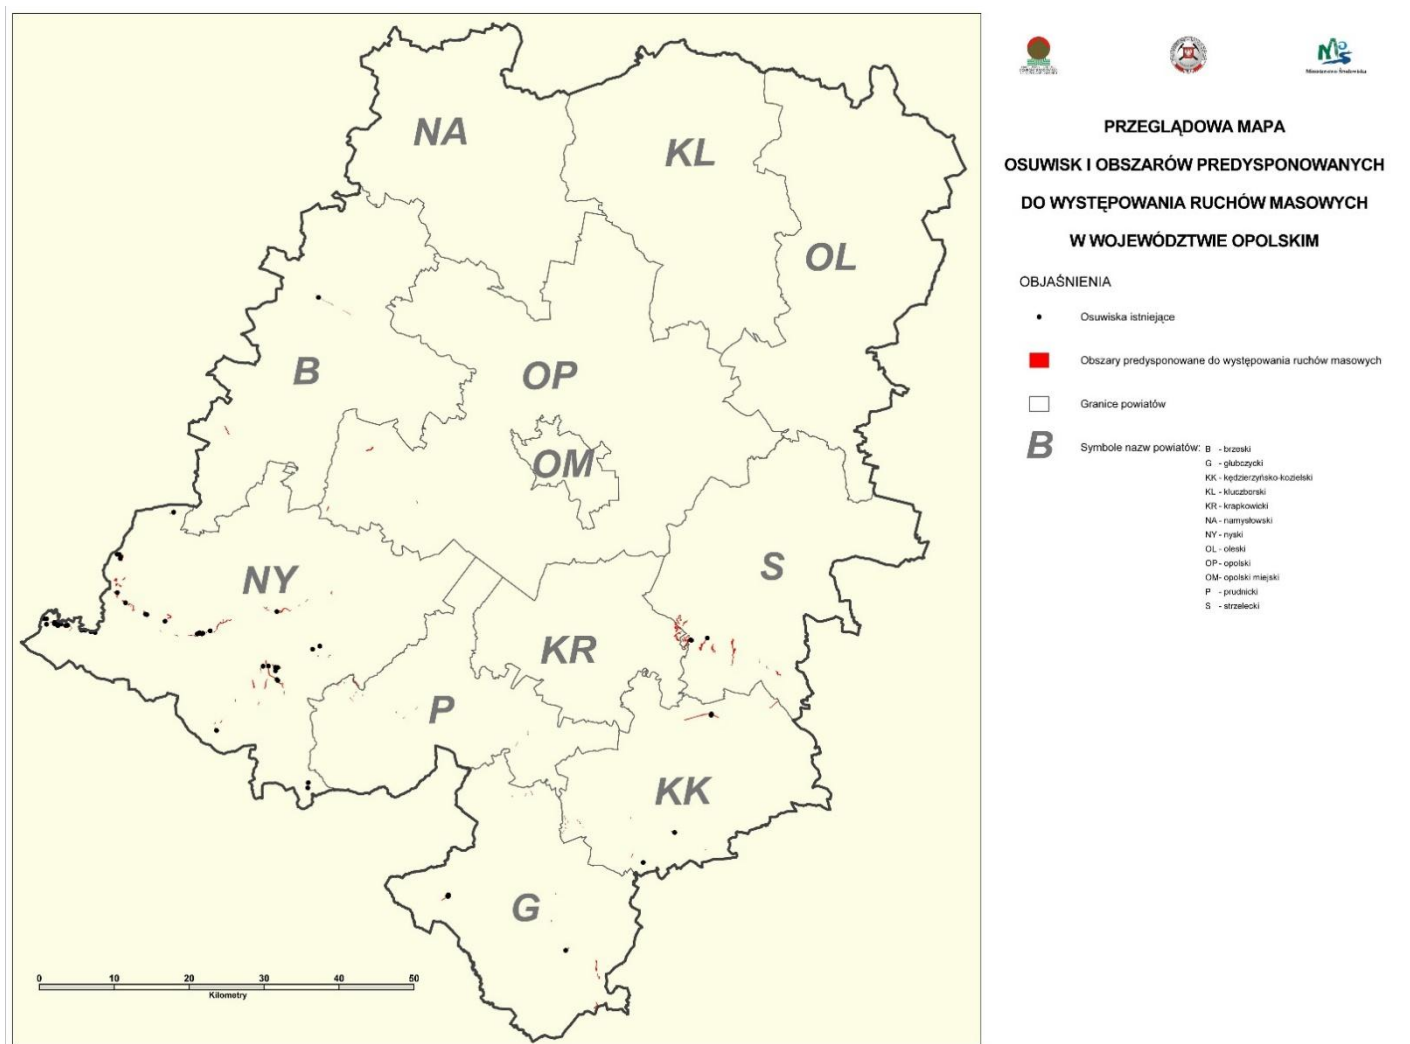 NA
KL
OL
B
OP
OM
NY
S
KR
P
KK
G
0 10 20 30 40 50
Kilometry
Ministerstwo Środowiska
PRZEGLĄDOWA MAPA
OSUWISK I OBSZARÓW PREDYSPONOWANYCH
DO WYSTĘPOWANIA RUCHÓW MASOWYCH
W WOJEWÓDZTWIE OPOLSKIM
OBJAŚNIENIA
Osuwiska istniejące
Obszary predysponowane do występowania ruchów masowych
Granice powiatów
B Symbole nazw powiatów: B - brzeski
G - głubczycki
KK - kędzierzyńsko-kozielski
KL - kluczborski
KR - krapkowicki
NA - namysłowski
NY - nyski
OL - oleski
OP - opolski
OM- opolski miejski
P - prudnicki
S - strzelecki